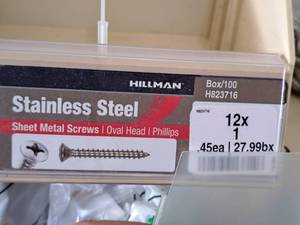 HILLMAN
Box/100
H823716
Stainless Steel
Sheet Metal Screws | Oval Head | Phillips
12x
1
.45ea | 27.99bx